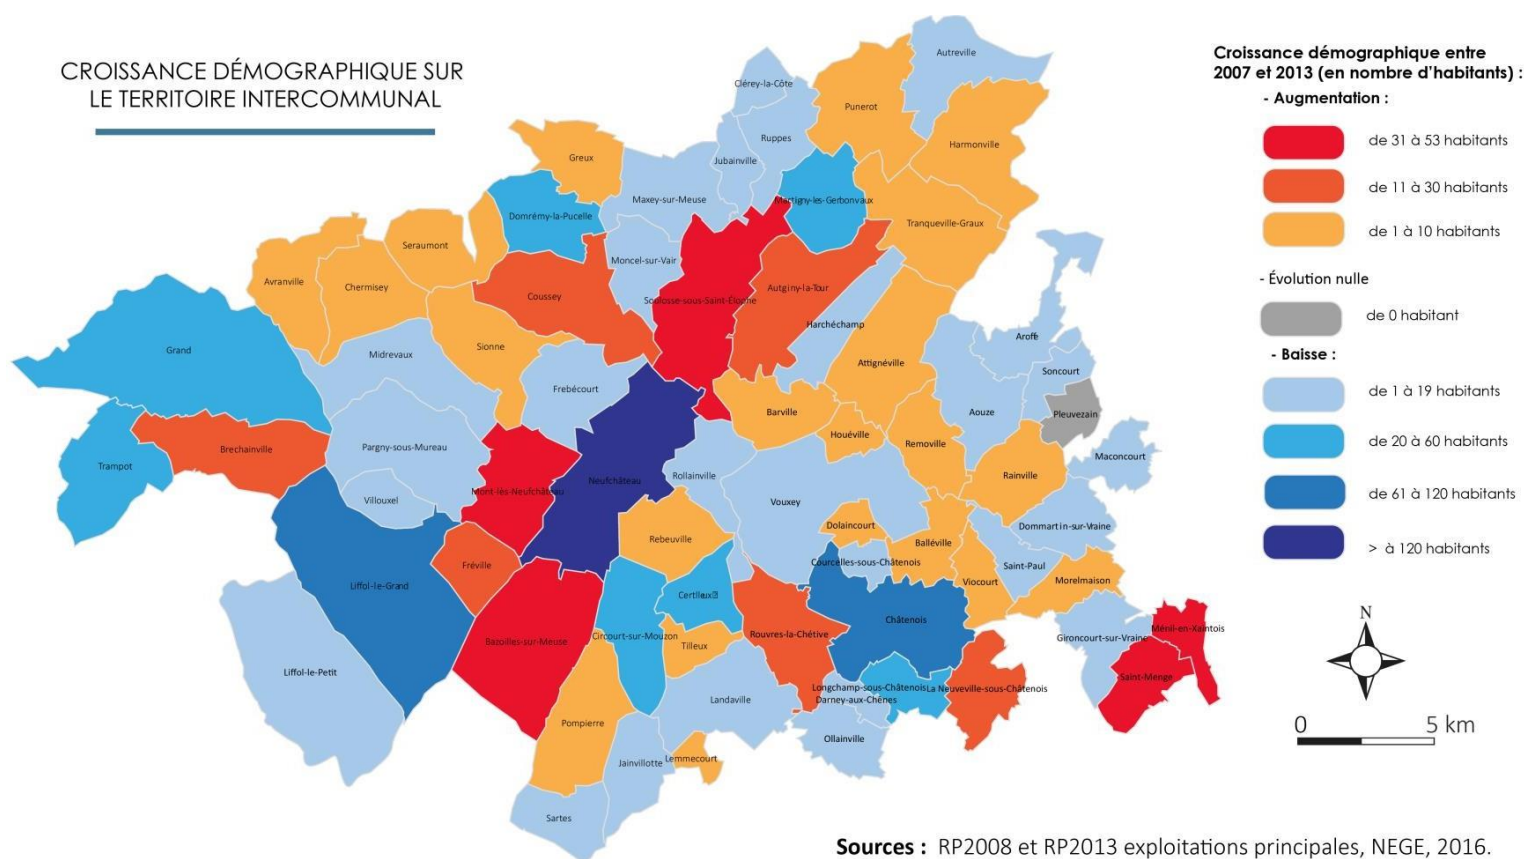 CROISSANCE DÉMOGRAPHIQUE SUR
LE TERRITOIRE INTERCOMMUNAL
Croissance démographique entre
2007 et 2013 (en nombre d'habitants) :
- Augmentation :
de 31 à 53 habitants
de 11 à 30 habitants
de 1 à 10 habitants
- Évolution nulle
de 0 habitant
- Baisse :
de 1 à 19 habitants
de 20 à 60 habitants
de 61 à 120 habitants
> à 120 habitants
N
0 5 km
Autreville
Clérey-la-Côte
Punerot
Ruppes
Harmonville
Greux
Jubainville
Maxey-sur-Meuse
Martigny-les-Gerbonvaux
Domrémy-la-Pucelle
Tranqueville-Graux
Seraumont
Moncel-sur-Vair
Avranville
Chermisey
Coussey
Soulosse-sous-Saint-Élophe
Autginy-la-Tour
Harchéchamp
Aroffe
Grand
Midrevaux
Sionne
Attignéville
Soncourt
Frebécourt
Barville
Aouze
Pleuvezain
Houéville
Removille
Brechainville
Pargny-sous-Mureau
Maconcourt
Trampot
Rollainville
Rainville
Neufchâteau
Mont-lès-Neufchâteau
Villouxel
Vouxey
Dolaincourt
Dommartin-sur-Vraine
Rebeuville
Balléville
Courcelles-sous-Châtenois
Saint-Paul
Fréville
Viocourt
Morelmaison
Liffol-le-Grand
Certilleux
Châtenois
Ménil-en-Xaintois
Bazoilles-sur-Meuse
Circourt-sur-Mouzon
Rouvres-la-Chétive
Gironcourt-sur-Vraine
Tilleux
Liffol-le-Petit
Saint-Menge
Longchamp-sous-Châtenois
La Neuveville-sous-Châtenois
Landaville
Darney-aux-Chênes
Pompierre
Ollainville
Lemmecourt
Jainvillotte
Sartes
Sources : RP2008 et RP2013 exploitations principales, NEGE, 2016.